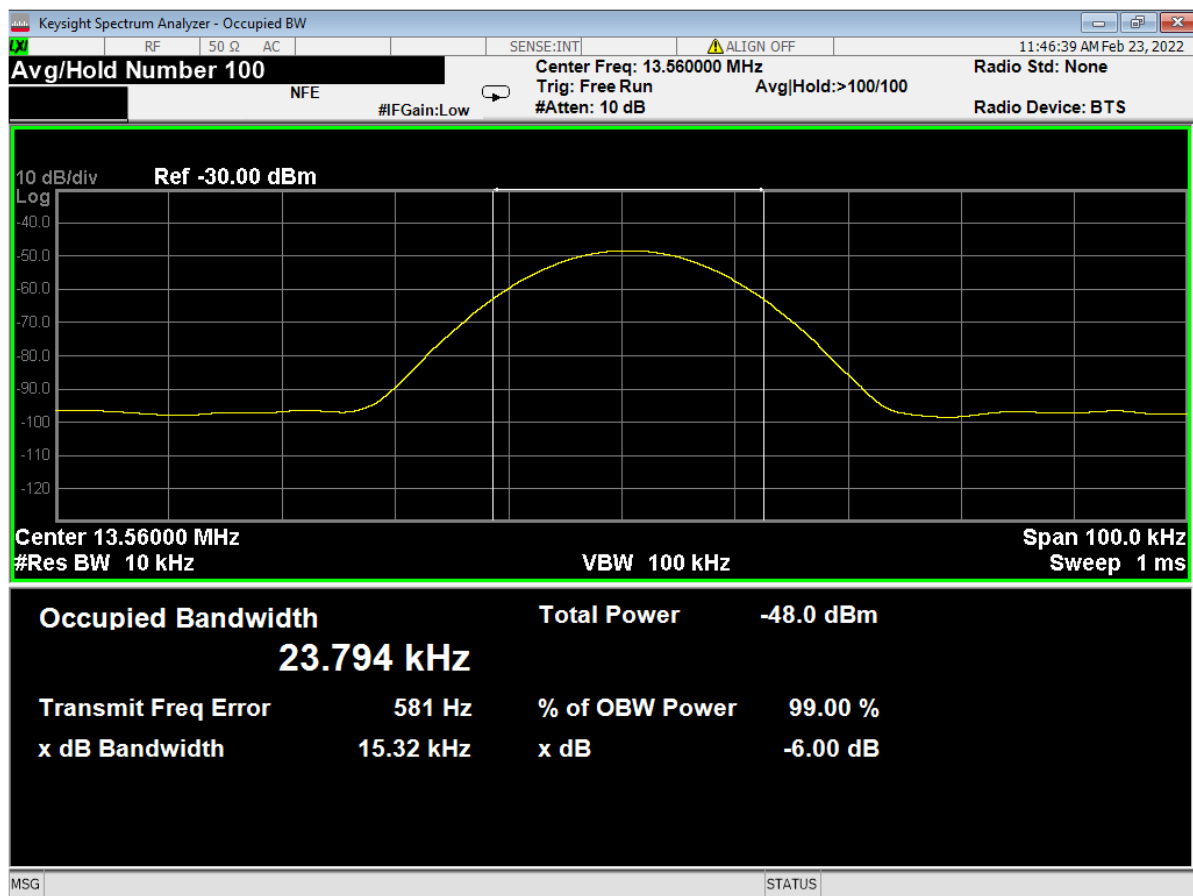 Keysight Spectrum Analyzer - Occupied BW
LXI RF 50 Ω AC SENSE:INT ALIGN OFF 11:46:39 AM Feb 23, 2022
Avg/Hold Number 100
NFE
#IFGain:Low
Center Freq: 13.560000 MHz
Trig: Free Run Avg|Hold:>100/100
#Atten: 10 dB
Radio Std: None
Radio Device: BTS
10 dB/div Ref -30.00 dBm
Log
-40.0
-50.0
-60.0
-70.0
-80.0
-90.0
-100
-110
-120
Center 13.56000 MHz Span 100.0 kHz
#Res BW 10 kHz VBW 100 kHz Sweep 1 ms
Occupied Bandwidth Total Power -48.0 dBm
23.794 kHz
Transmit Freq Error 581 Hz % of OBW Power 99.00 %
x dB Bandwidth 15.32 kHz x dB -6.00 dB
MSG STATUS